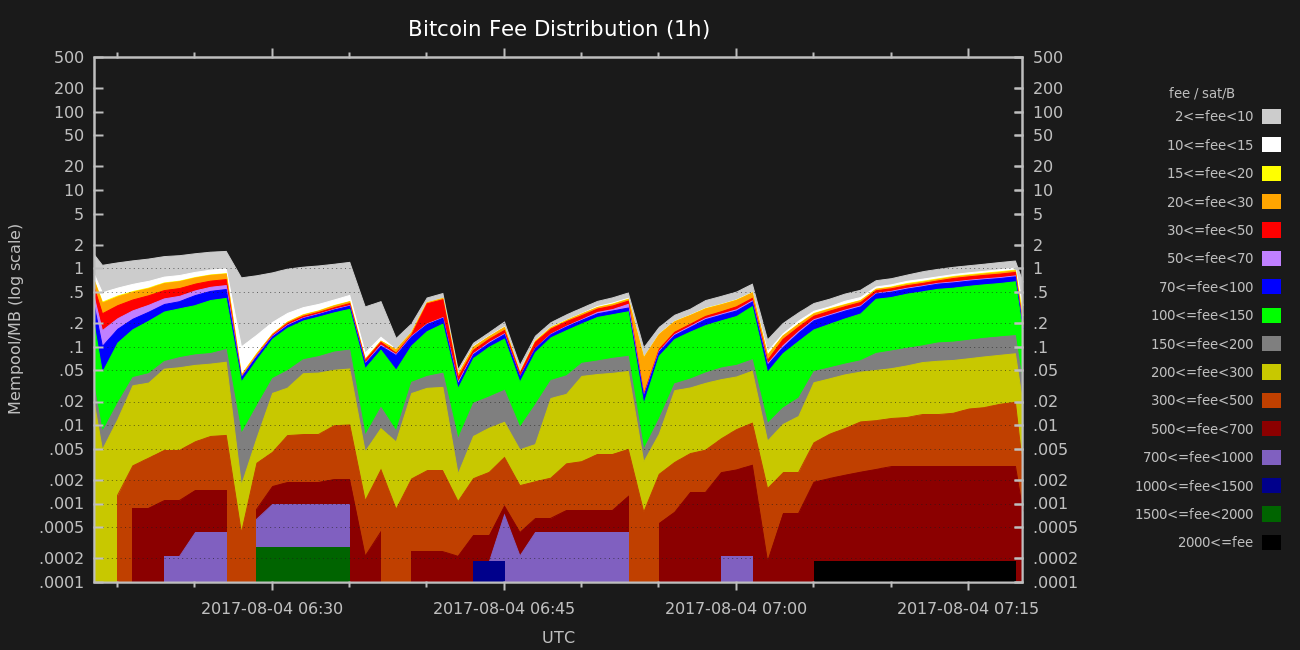 Bitcoin Fee Distribution (1h)
Mempool/MB (log scale)
500
200
100
50
20
10
5
2
1
.5
.2
.1
.05
.02
.01
.005
.002
.001
.0005
.0002
.0001
500
200
100
50
20
10
5
2
1
.5
.2
.1
.05
.02
.01
.005
.002
.001
.0005
.0002
.0001
2017-08-04 06:30
2017-08-04 06:45
2017-08-04 07:00
2017-08-04 07:15
UTC
fee / sat/B
2<=fee<10
10<=fee<15
15<=fee<20
20<=fee<30
30<=fee<50
50<=fee<70
70<=fee<100
100<=fee<150
150<=fee<200
200<=fee<300
300<=fee<500
500<=fee<700
700<=fee<1000
1000<=fee<1500
1500<=fee<2000
2000<=fee